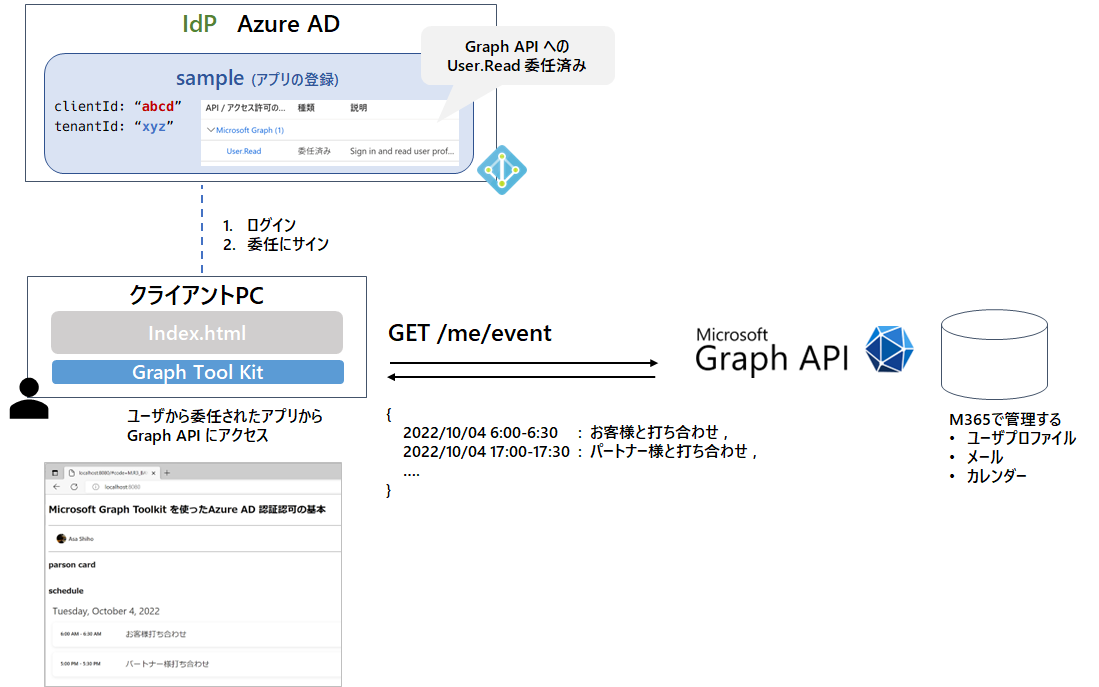 IdP Azure AD
Graph API への
User.Read 委任済み
sample (アプリの登録)
clientId: “abcd”
tenantId: “xyz”
API / アクセス許可の... 種類 説明
Microsoft Graph (1)
User.Read 委任済み Sign in and read user prof...
1. ログイン
2. 委任にサイン
クライアントPC
Index.html
Graph Tool Kit
ユーザから委任されたアプリから
Graph API にアクセス
GET /me/event
{
2022/10/04 6:00-6:30 : お客様と打ち合わせ ,
2022/10/04 17:00-17:30 : パートナー様と打ち合わせ ,
....
}
Microsoft
Graph API
M365で管理する
• ユーザプロファイル
• メール
• カレンダー
localhost:8080
Microsoft Graph Toolkit を使ったAzure AD 認証認可の基本
Asa Shiho
parson card
schedule
Tuesday, October 4, 2022
6:00 AM - 6:30 AM お客様打ち合わせ
5:00 PM - 5:30 PM パートナー様打ち合わせ